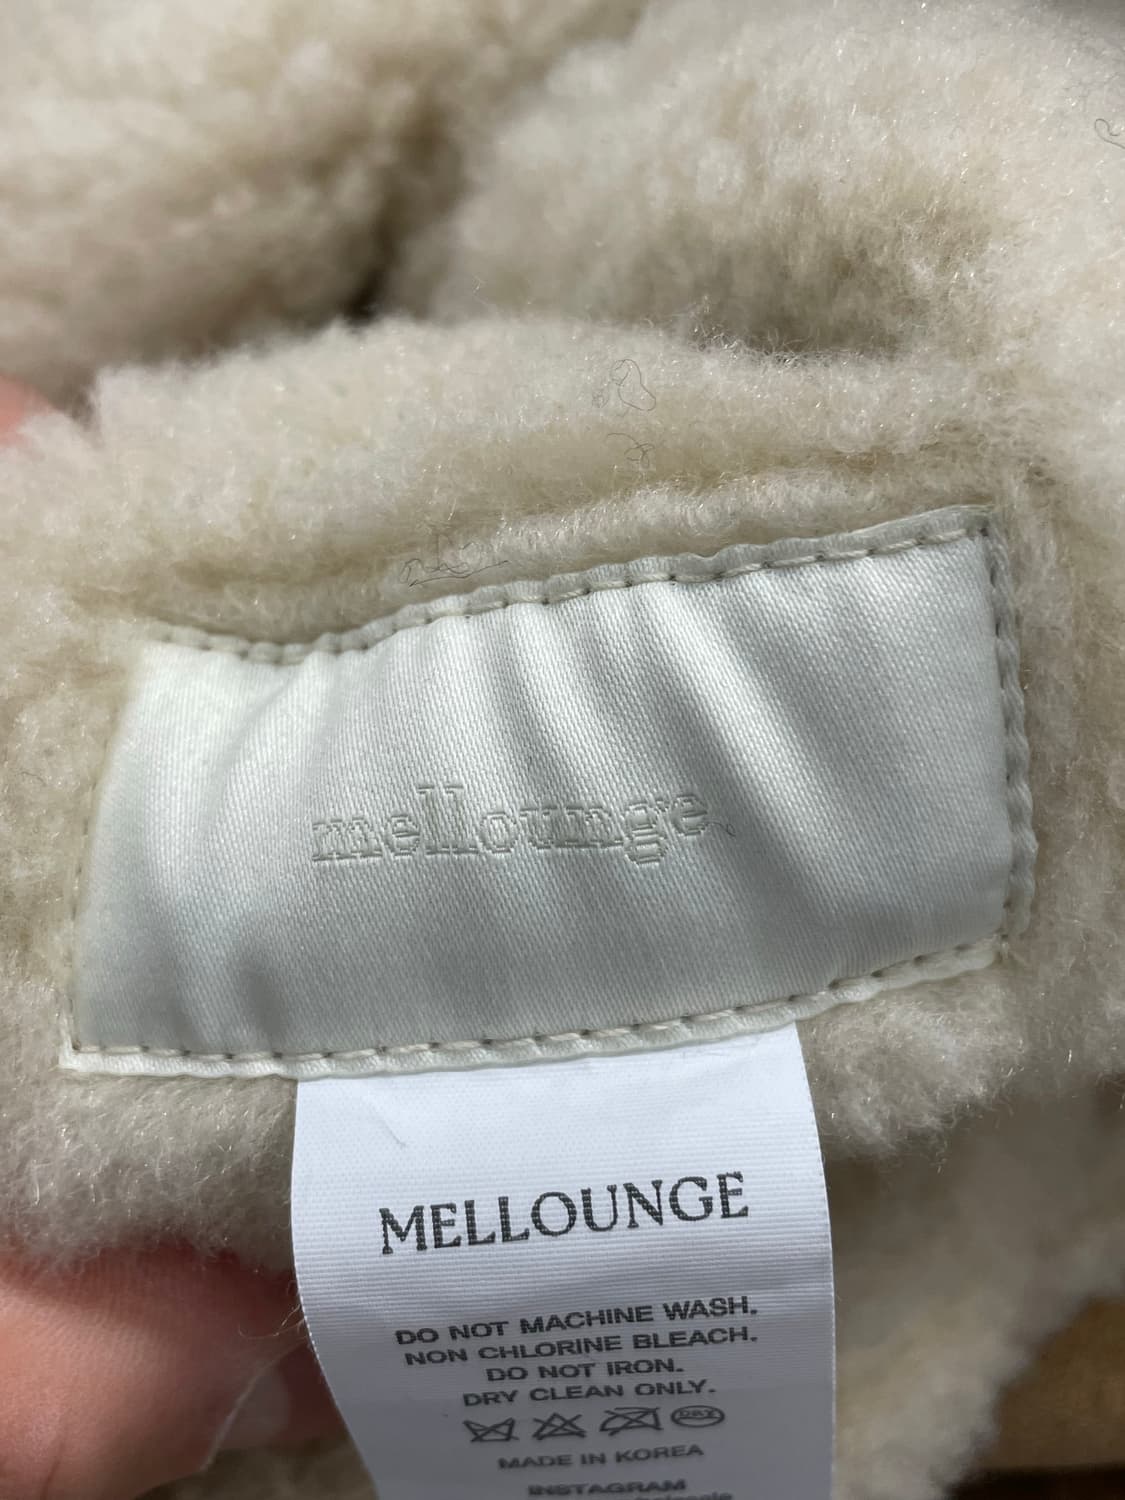 mellounge
MELLOUNGE
DO NOT MACHINE WASH.
NON CHLORINE BLEACH.
DO NOT IRON.
DRY CLEAN ONLY.
DRY
MADE IN KOREA
INSTAGRAM